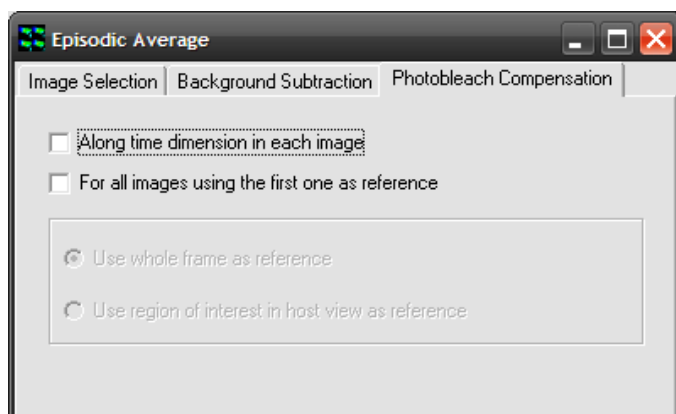 Episodic Average
Image Selection Background Subtraction Photobleach Compensation
Along time dimension in each image
For all images using the first one as reference
Use whole frame as reference
Use region of interest in host view as reference